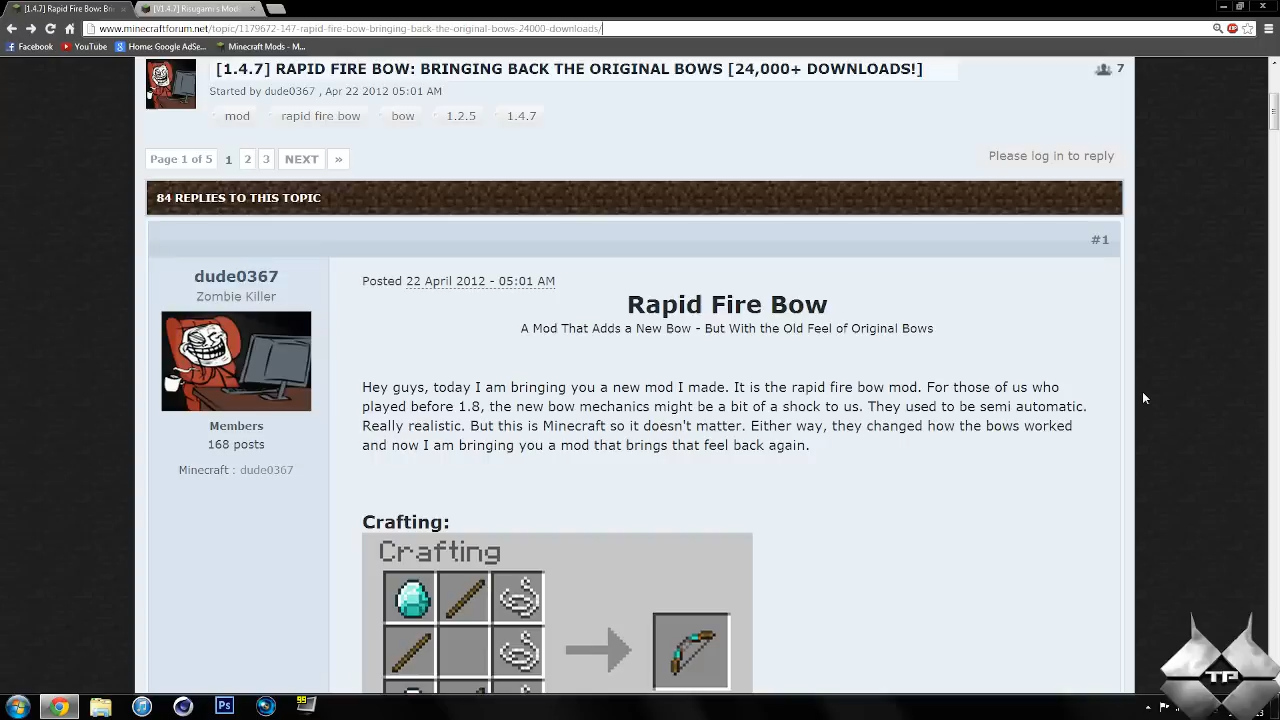 [1.4.7] Rapid Fire Bow: Bri
[V1.4.7] Risugami's Mod
www.minecraftforum.net/topic/1179672-147-rapid-fire-bow-bringing-back-the-original-bows-24000-downloads/
Facebook YouTube Home: Google AdSe... Minecraft Mods - M...
[1.4.7] RAPID FIRE BOW: BRINGING BACK THE ORIGINAL BOWS [24,000+ DOWNLOADS!]
7
Started by dude0367 , Apr 22 2012 05:01 AM
mod rapid fire bow bow 1.2.5 1.4.7
Page 1 of 5 1 2 3 NEXT »
Please log in to reply
84 REPLIES TO THIS TOPIC
#1
dude0367
Zombie Killer
Members
168 posts
Minecraft : dude0367
Posted 22 April 2012 - 05:01 AM
Rapid Fire Bow
A Mod That Adds a New Bow - But With the Old Feel of Original Bows
Hey guys, today I am bringing you a new mod I made. It is the rapid fire bow mod. For those of us who
played before 1.8, the new bow mechanics might be a bit of a shock to us. They used to be semi automatic.
Really realistic. But this is Minecraft so it doesn't matter. Either way, they changed how the bows worked
and now I am bringing you a mod that brings that feel back again.
Crafting:
Crafting
TP
Ps
99